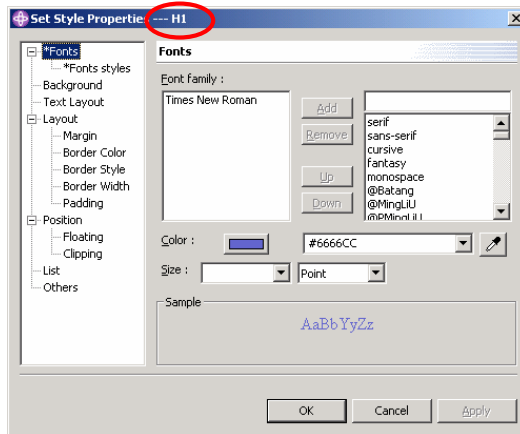 Set Style Properties --- H1
*Fonts
*Fonts styles
Background
Text Layout
Layout
Margin
Border Color
Border Style
Border Width
Padding
Position
Floating
Clipping
List
Others
Fonts
Font family :
Times New Roman
Add
Remove
Up
Down
serif
sans-serif
cursive
fantasy
monospace
@Batang
@MingLiU
@PMingLiU
Color :
#6666CC
Size :
Point
Sample
AaBbYyZz
OK
Cancel
Apply